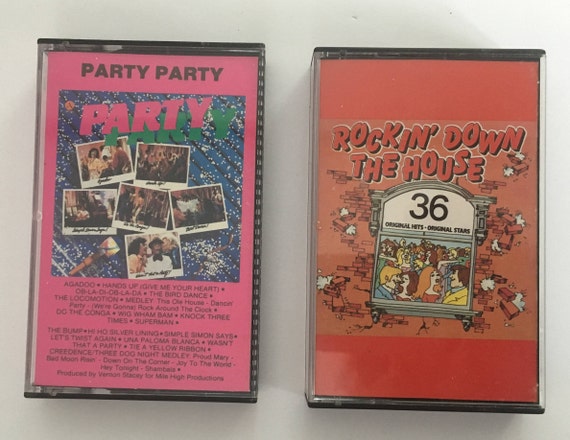 PARTY PARTY
PARTY
AGADOO • HANDS UP (GIVE ME YOUR HEART) •
OB-LA-DI-OB-LA-DA • THE BIRD DANCE •
THE LOCOMOTION • MEDLEY: This Ole House - Dancin'
Party - (We're Gonna) Rock Around The Clock •
DO THE CONGA • WIG WHAM BAM • KNOCK THREE
TIMES • SUPERMAN •
THE BUMP • HI HO SILVER LINING • SIMPLE SIMON SAYS •
LET'S TWIST AGAIN • UNA PALOMA BLANCA • WASN'T
THAT A PARTY • TIE A YELLOW RIBBON •
CREEDENCE/THREE DOG NIGHT MEDLEY: Proud Mary -
Bad Moon Risin' - Down On The Corner - Joy To The World -
Hey Tonight - Shambala •
Produced by Vernon Stacey for Mile High Productions
ROCKIN' DOWN
THE HOUSE
36
ORIGINAL HITS • ORIGINAL STARS